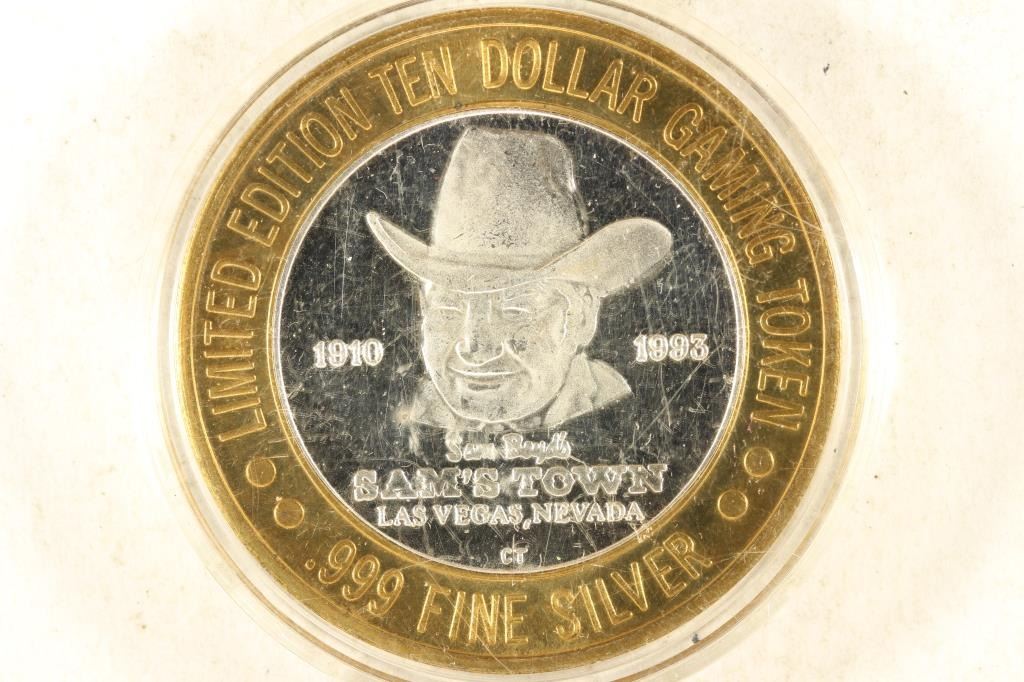 LIMITED EDITION TEN DOLLAR GAMING TOKEN
1910 1993
Sam Boyd's
SAM'S TOWN
LAS VEGAS, NEVADA
CT
.999 FINE SILVER